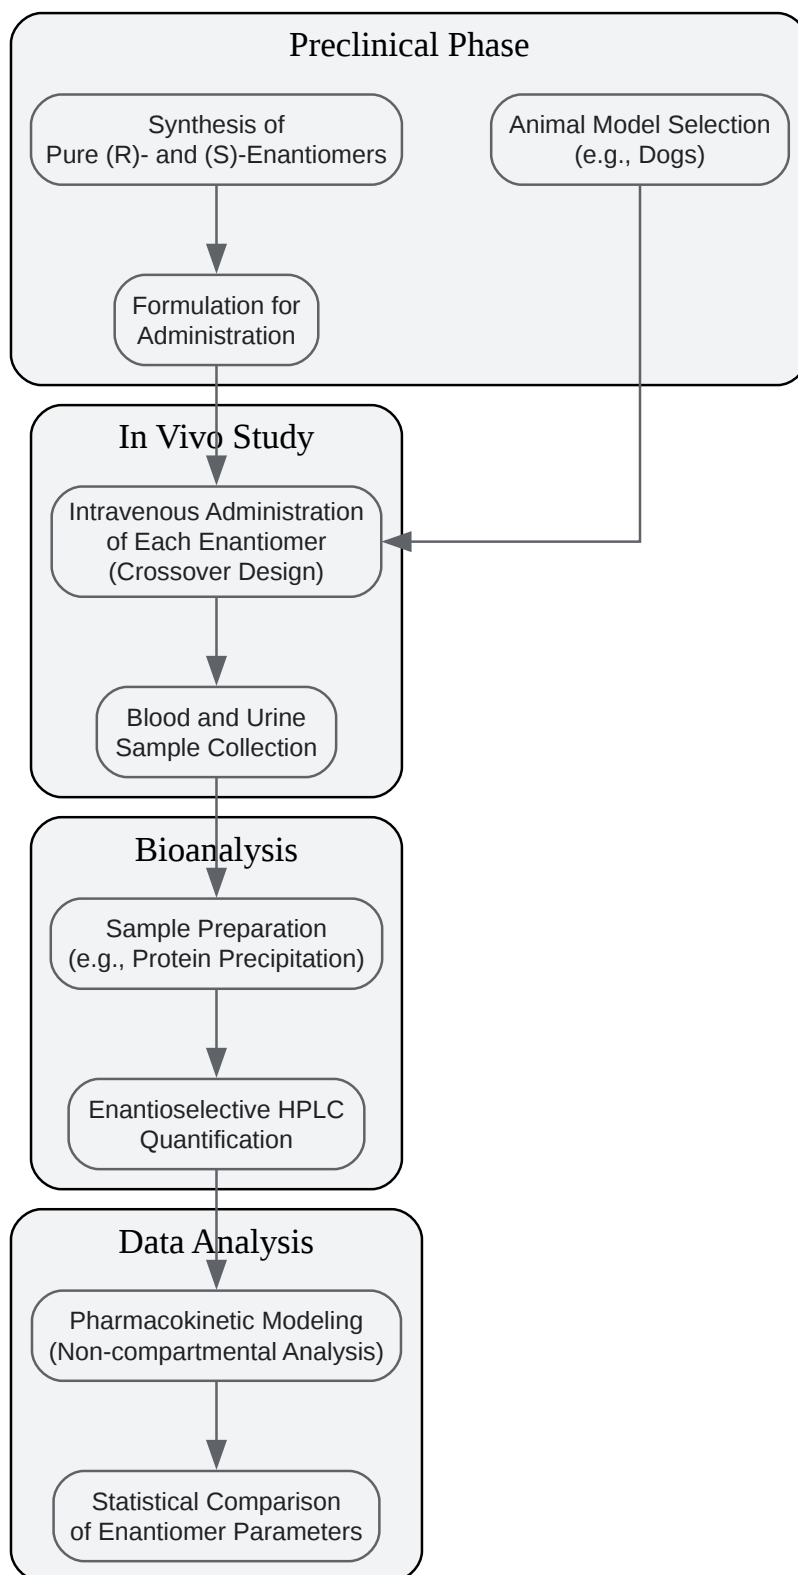 Preclinical Phase
Synthesis of
Pure (R)- and (S)-Enantiomers
Animal Model Selection
(e.g., Dogs)
Formulation for
Administration
In Vivo Study
Intravenous Administration
of Each Enantiomer
(Crossover Design)
Blood and Urine
Sample Collection
Bioanalysis
Sample Preparation
(e.g., Protein Precipitation)
Enantioselective HPLC
Quantification
Data Analysis
Pharmacokinetic Modeling
(Non-compartmental Analysis)
Statistical Comparison
of Enantiomer Parameters